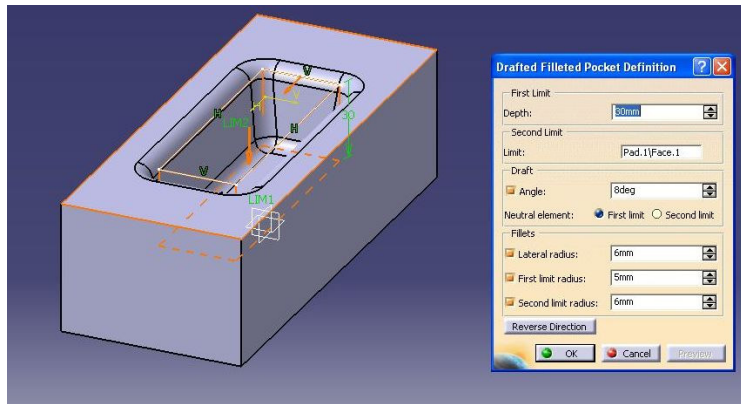 V
H
30
LIM2
H
H
V
LIM1
Drafted Filleted Pocket Definition
First Limit
Depth: 30mm
Second Limit
Limit: Pad.1\Face.1
Draft
Angle: 8deg
Neutral element: First limit Second limit
Fillets
Lateral radius: 6mm
First limit radius: 5mm
Second limit radius: 6mm
Reverse Direction
OK Cancel Preview